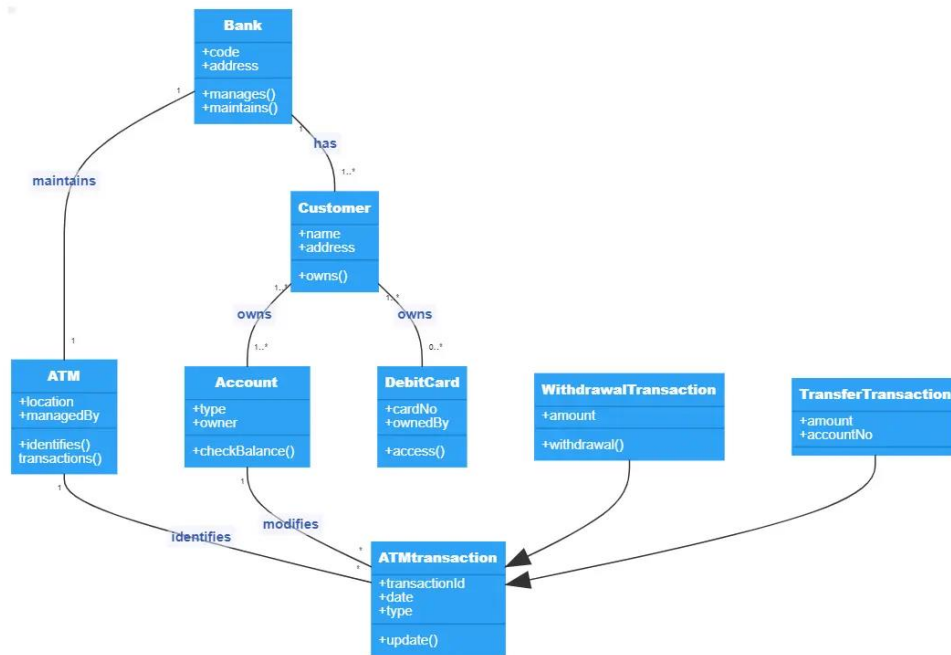 Bank
+code
+address
+manages()
+maintains()
1
1
has
maintains
1..*
Customer
+name
+address
+owns()
1..*
1..*
owns
owns
1
1..*
0..*
ATM
+location
+managedBy
+identifies()
transactions()
Account
+type
+owner
+checkBalance()
DebitCard
+cardNo
+ownedBy
+access()
WithdrawalTransaction
+amount
+withdrawal()
TransferTransaction
+amount
+accountNo
1
1
modifies
identifies
*
*
ATMtransaction
+transactionId
+date
+type
+update()